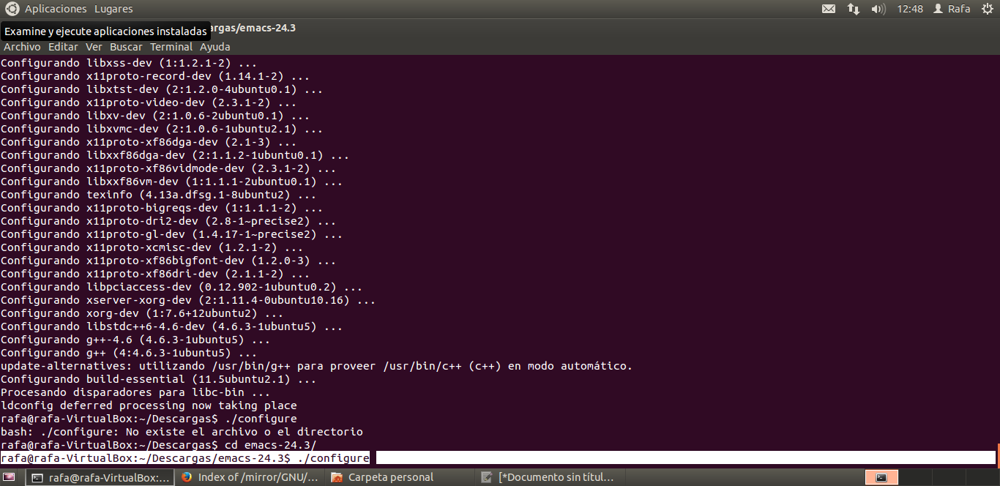 Aplicaciones Lugares 12:48 Rafa
Examine y ejecute aplicaciones instaladas argas/emacs-24.3
Archivo Editar Ver Buscar Terminal Ayuda
Configurando libxss-dev (1:1.2.1-2) ...
Configurando x11proto-record-dev (1.14.1-2) ...
Configurando libxtst-dev (2:1.2.0-4ubuntu0.1) ...
Configurando x11proto-video-dev (2.3.1-2) ...
Configurando libxv-dev (2:1.0.6-2ubuntu0.1) ...
Configurando libxvmc-dev (2:1.0.6-1ubuntu2.1) ...
Configurando x11proto-xf86dga-dev (2.1-3) ...
Configurando libxxf86dga-dev (2:1.1.2-1ubuntu0.1) ...
Configurando x11proto-xf86vidmode-dev (2.3.1-2) ...
Configurando libxxf86vm-dev (1:1.1.1-2ubuntu0.1) ...
Configurando texinfo (4.13a.dfsg.1-8ubuntu2) ...
Configurando x11proto-bigreqs-dev (1:1.1.1-2) ...
Configurando x11proto-dri2-dev (2.8-1~precise2) ...
Configurando x11proto-gl-dev (1.4.17-1~precise2) ...
Configurando x11proto-xcmisc-dev (1.2.1-2) ...
Configurando x11proto-xf86bigfont-dev (1.2.0-3) ...
Configurando x11proto-xf86dri-dev (2.1.1-2) ...
Configurando libpciaccess-dev (0.12.902-1ubuntu0.2) ...
Configurando xserver-xorg-dev (2:1.11.4-0ubuntu10.16) ...
Configurando xorg-dev (1:7.6+12ubuntu2) ...
Configurando libstdc++6-4.6-dev (4.6.3-1ubuntu5) ...
Configurando g++-4.6 (4.6.3-1ubuntu5) ...
Configurando g++ (4:4.6.3-1ubuntu5) ...
update-alternatives: utilizando /usr/bin/g++ para proveer /usr/bin/c++ (c++) en modo automático.
Configurando build-essential (11.5ubuntu2.1) ...
Procesando disparadores para libc-bin ...
ldconfig deferred processing now taking place
rafa@rafa-VirtualBox:~/Descargas$ ./configure
bash: ./configure: No existe el archivo o el directorio
rafa@rafa-VirtualBox:~/Descargas$ cd emacs-24.3/
rafa@rafa-VirtualBox:~/Descargas/emacs-24.3$ ./configure
rafa@rafa-VirtualBox:... Index of /mirror/GNU/... Carpeta personal [*Documento sin títul...